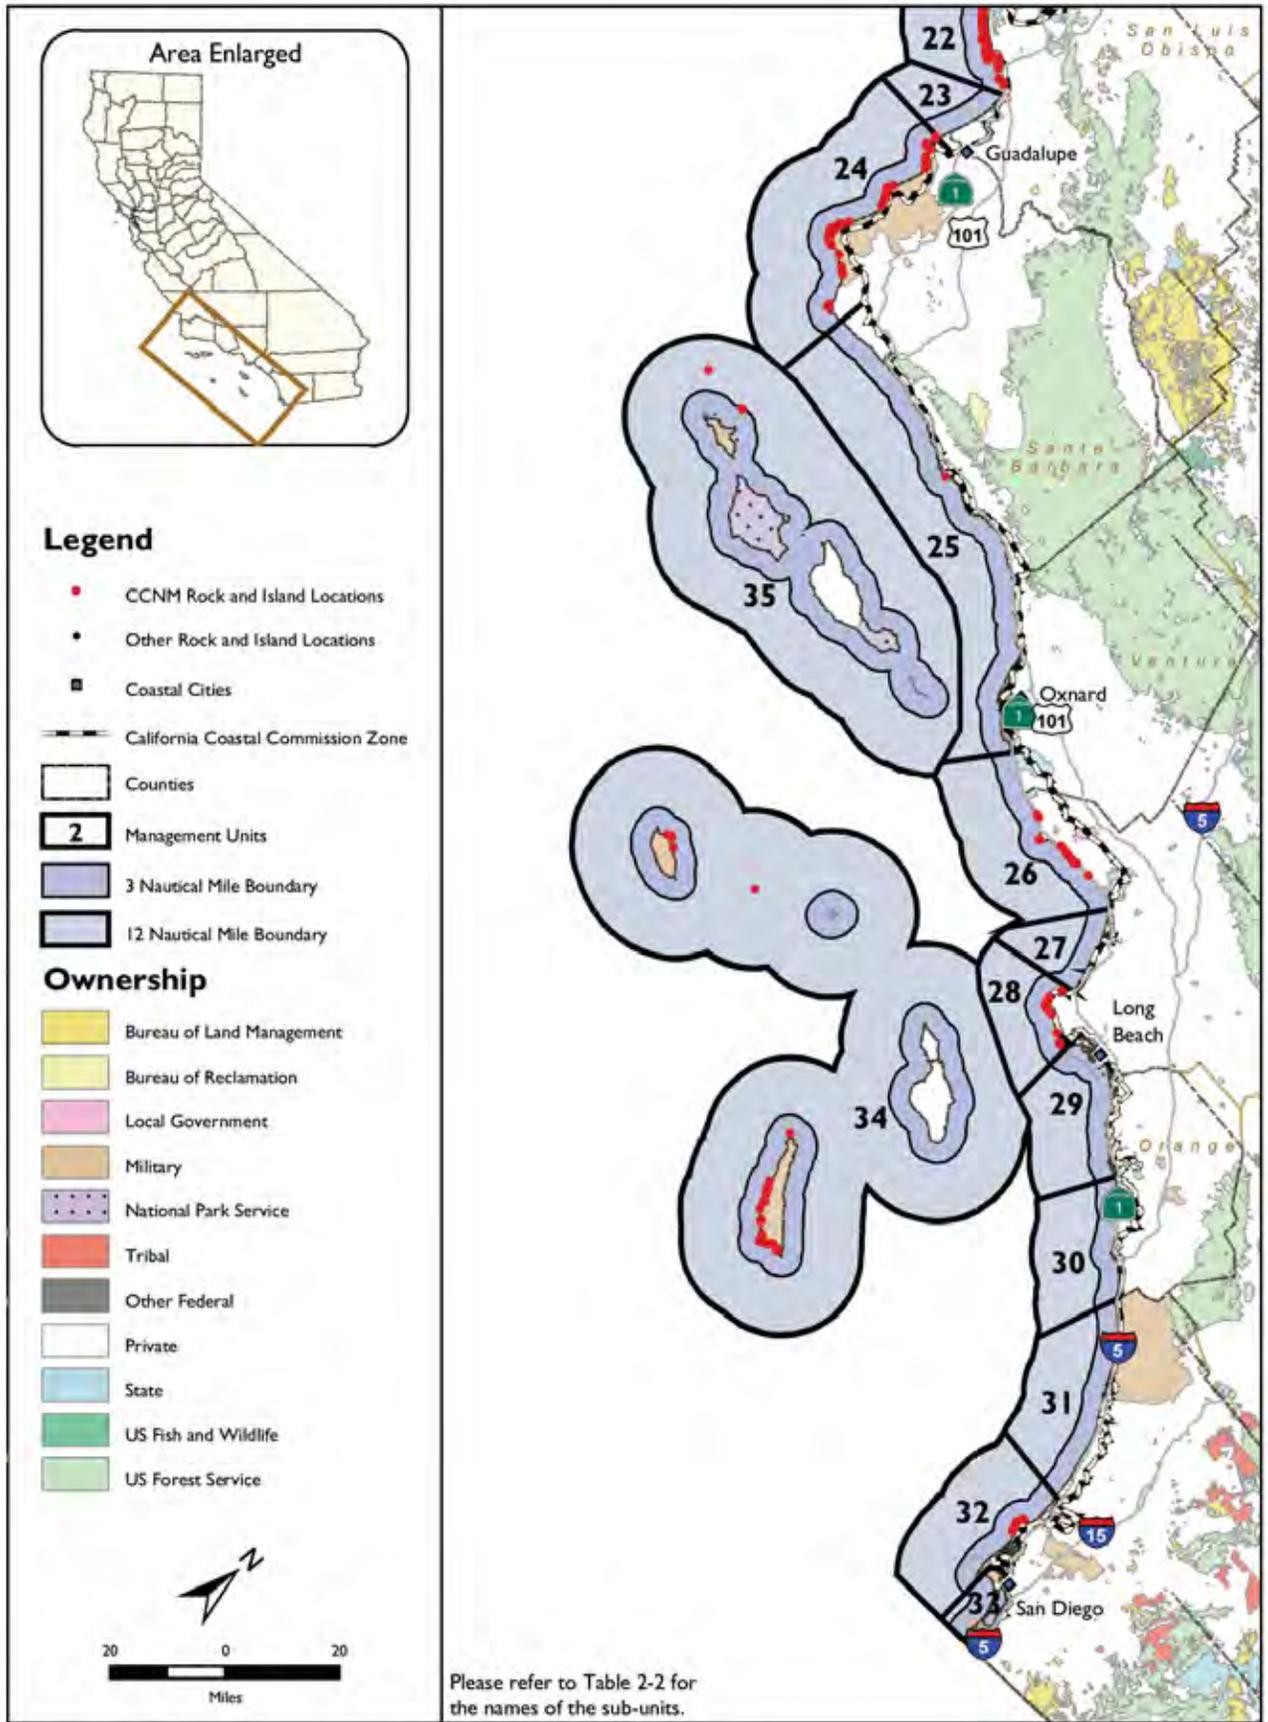 Area Enlarged
Legend
CCNM Rock and Island Locations
Other Rock and Island Locations
Coastal Cities
California Coastal Commission Zone
Counties
2 Management Units
3 Nautical Mile Boundary
12 Nautical Mile Boundary
Ownership
Bureau of Land Management
Bureau of Reclamation
Local Government
Military
National Park Service
Tribal
Other Federal
Private
State
US Fish and Wildlife
US Forest Service
N
20 0 20
Miles
22
San Luis
Obispo
23
Guadalupe
24
1
101
Santa
Barbara
25
35
Ventura
Oxnard
1
101
5
26
27
28
Long
Beach
29
34
Orange
1
30
5
31
32
15
33
San Diego
5
Please refer to Table 2-2 for
the names of the sub-units.